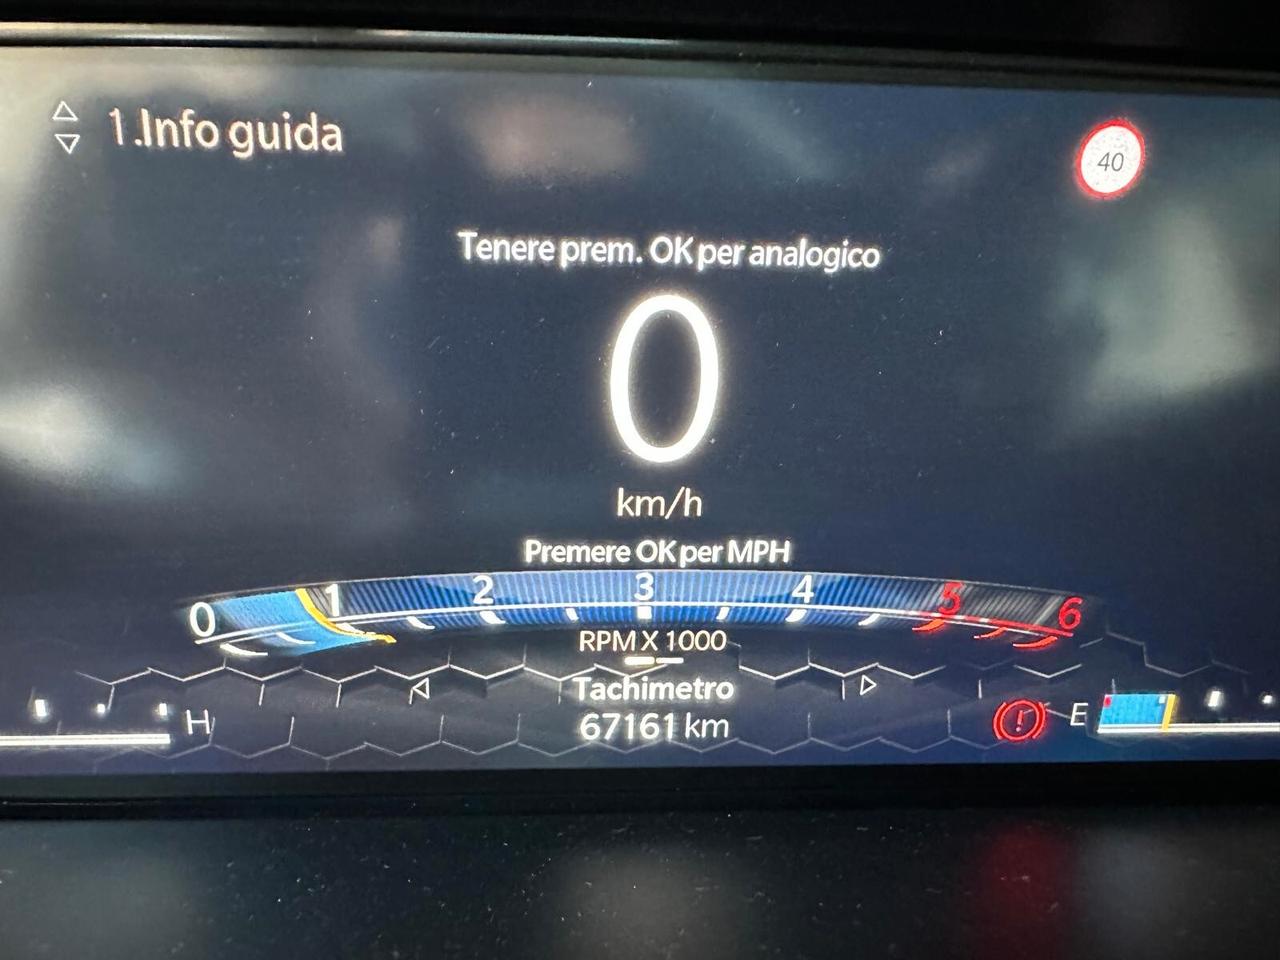 1.Info guida
40
Tenere prem. OK per analogico
0
km/h
Premere OK per MPH
0 1 2 3 4 5 6
RPM X 1000
Tachimetro
H 67161 km E